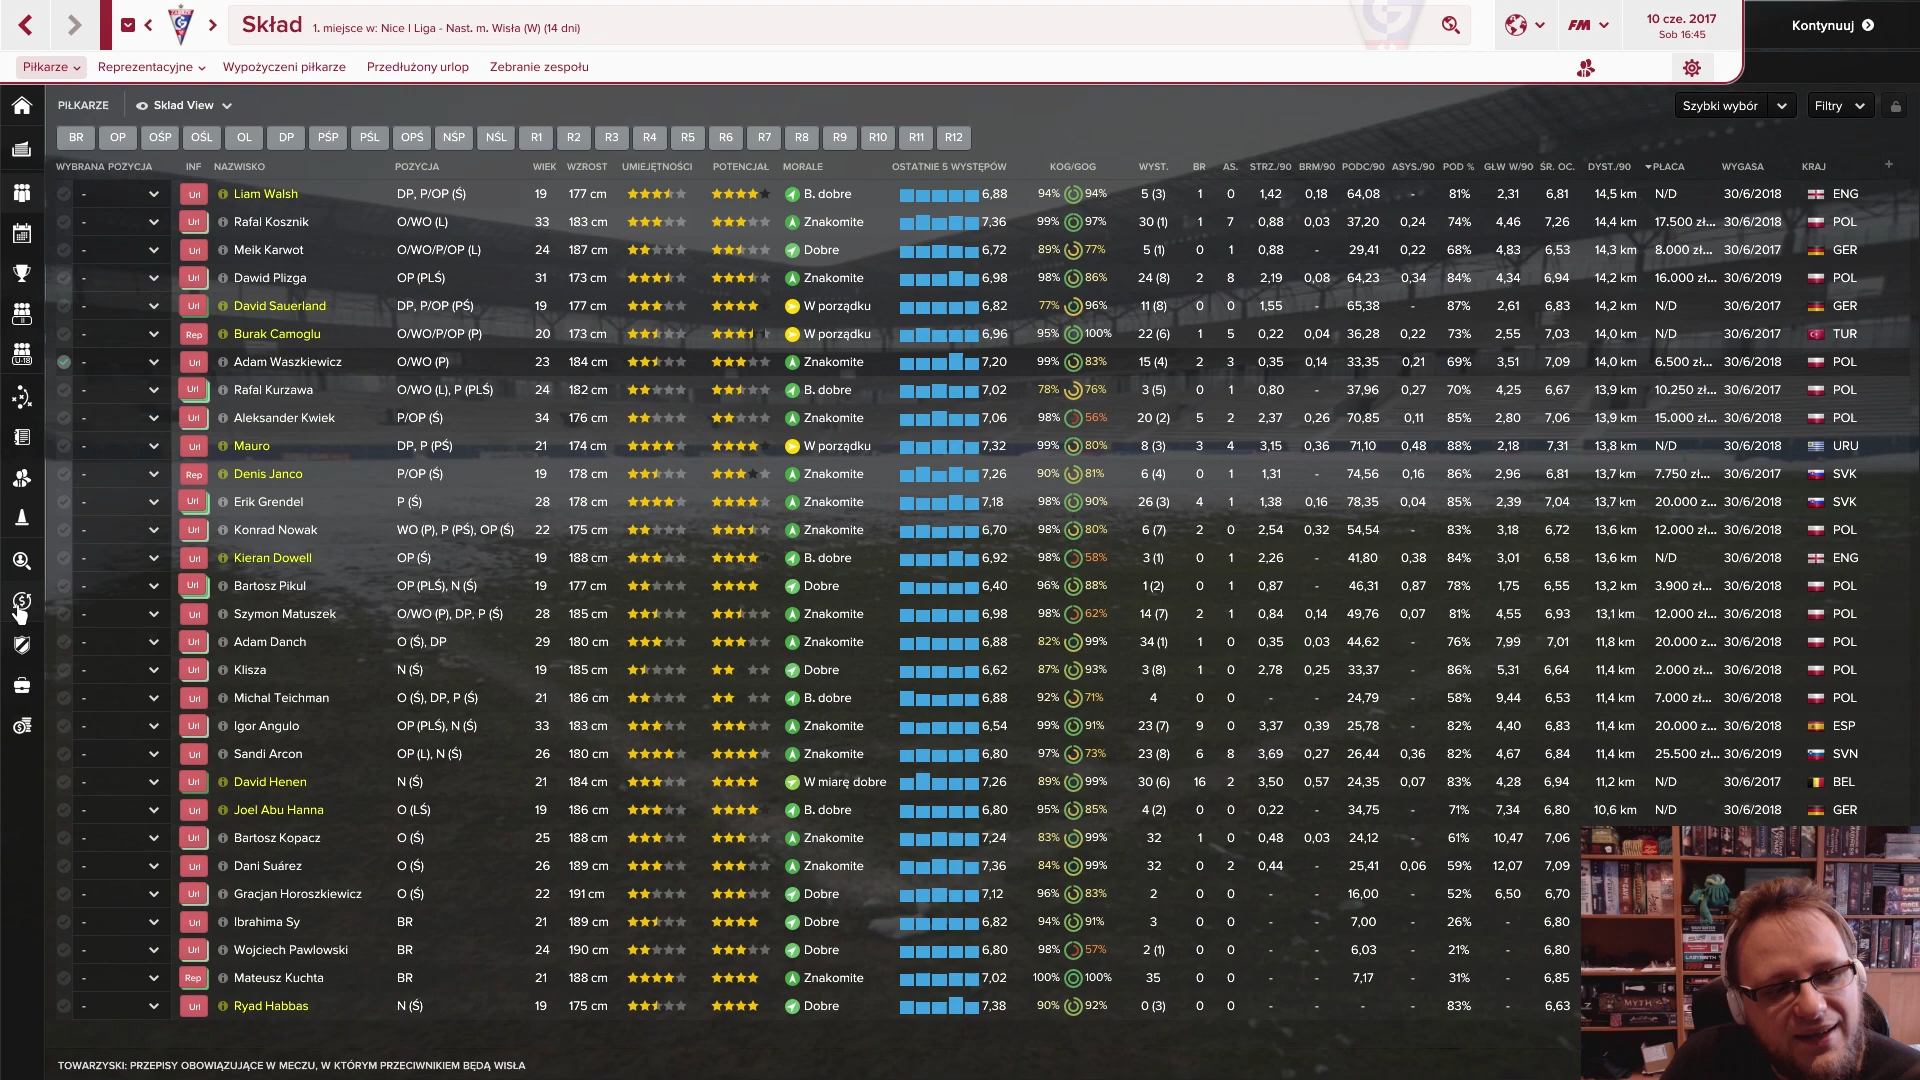 Skład
1. miejsce w: Nice I Liga - Nast. m. Wisła (W) (14 dni)
FM
10 cze. 2017
Sob 16:45
Kontynuuj
Piłkarze Reprezentacyjne Wypożyczeni piłkarze Przedłużony urlop Zebranie zespołu
PIŁKARZE Sklad View Szybki wybór Filtry
BR OP OŚP OŚL OL DP PŚP PŚL OPŚ NŚP NŚL R1 R2 R3 R4 R5 R6 R7 R8 R9 R10 R11 R12
WYBRANA POZYCJA INF NAZWISKO POZYCJA WIEK WZROST UMIEJĘTNOŚCI POTENCJAŁ MORALE OSTATNIE 5 WYSTĘPÓW KOG/GOG WYST. BR AS. STRZ./90 BRM/90 PODC/90 ASYS./90 POD % GŁW W/90 ŚR. OC. DYST./90 PŁACA WYGASA KRAJ
- Url Liam Walsh DP, P/OP (Ś) 19 177 cm B. dobre 6,88 94% 94% 5 (3) 1 0 1,42 0,18 64,08 - 81% 2,31 6,81 14,5 km N/D 30/6/2018 ENG
- Url Rafal Kosznik O/WO (L) 33 183 cm Znakomite 7,36 99% 97% 30 (1) 1 7 0,88 0,03 37,20 0,24 74% 4,46 7,26 14,4 km 17.500 zł... 30/6/2018 POL
- Url Meik Karwot O/WO/P/OP (L) 24 187 cm Dobre 6,72 89% 77% 5 (1) 0 1 0,88 - 29,41 0,22 68% 4,83 6,53 14,3 km 8.000 zł... 30/6/2017 GER
- Url Dawid Plizga OP (PLŚ) 31 173 cm Znakomite 6,98 98% 86% 24 (8) 2 8 2,19 0,08 64,23 0,34 84% 4,34 6,94 14,2 km 16.000 zł... 30/6/2019 POL
- Url David Sauerland DP, P/OP (PŚ) 19 177 cm W porządku 6,82 77% 96% 11 (8) 0 0 1,55 - 65,38 - 87% 2,61 6,83 14,2 km N/D 30/6/2017 GER
- Rep Burak Camoglu O/WO/P/OP (P) 20 173 cm W porządku 6,96 95% 100% 22 (6) 1 5 0,22 0,04 36,28 0,22 73% 2,55 7,03 14,0 km N/D 30/6/2017 TUR
- Url Adam Waszkiewicz O/WO (P) 23 184 cm Znakomite 7,20 99% 83% 15 (4) 2 3 0,35 0,14 33,35 0,21 69% 3,51 7,09 14,0 km 6.500 zł... 30/6/2018 POL
- Url Rafal Kurzawa O/WO (L), P (PLŚ) 24 182 cm B. dobre 7,02 78% 76% 3 (5) 0 1 0,80 - 37,96 0,27 70% 4,25 6,67 13,9 km 10.250 zł... 30/6/2018 POL
- Url Aleksander Kwiek P/OP (Ś) 34 176 cm Znakomite 7,06 98% 56% 20 (2) 5 2 2,37 0,26 70,85 0,11 85% 2,80 7,06 13,9 km 15.000 zł... 30/6/2018 POL
- Url Mauro DP, P (PŚ) 21 174 cm W porządku 7,32 99% 80% 8 (3) 3 4 3,15 0,36 71,10 0,48 88% 2,18 7,31 13,8 km N/D 30/6/2018 URU
- Rep Denis Janco P/OP (Ś) 19 178 cm Znakomite 7,26 90% 81% 6 (4) 0 1 1,31 - 74,56 0,16 86% 2,96 6,81 13,7 km 7.750 zł... 30/6/2017 SVK
- Url Erik Grendel P (Ś) 28 178 cm Znakomite 7,18 98% 90% 26 (3) 4 1 1,38 0,16 78,35 0,04 85% 2,39 7,04 13,7 km 20.000 z... 30/6/2018 SVK
- Url Konrad Nowak WO (P), P (PŚ), OP (Ś) 22 175 cm Znakomite 6,70 98% 80% 6 (7) 2 0 2,54 0,32 54,54 - 83% 3,18 6,72 13,6 km 12.000 zł... 30/6/2018 POL
- Url Kieran Dowell OP (Ś) 19 188 cm B. dobre 6,92 98% 58% 3 (1) 0 1 2,26 - 41,80 0,38 84% 3,01 6,58 13,6 km N/D 30/6/2018 ENG
- Url Bartosz Pikul OP (PLŚ), N (Ś) 19 177 cm Dobre 6,40 96% 88% 1 (2) 0 1 0,87 - 46,31 0,87 78% 1,75 6,55 13,2 km 3.900 zł... 30/6/2018 POL
- Url Szymon Matuszek O/WO (P), DP, P (Ś) 28 185 cm Znakomite 6,98 98% 62% 14 (7) 2 1 0,84 0,14 49,76 0,07 81% 4,55 6,93 13,1 km 12.000 zł... 30/6/2018 POL
- Url Adam Danch O (Ś), DP 29 180 cm Znakomite 6,88 82% 99% 34 (1) 1 0 0,35 0,03 44,62 - 76% 7,99 7,01 11,8 km 20.000 z... 30/6/2018 POL
- Url Klisza N (Ś) 19 185 cm Dobre 6,62 87% 93% 3 (8) 1 0 2,78 0,25 33,37 - 86% 5,31 6,64 11,4 km 2.000 zł... 30/6/2018 POL
- Url Michal Teichman O (Ś), DP, P (Ś) 21 186 cm B. dobre 6,88 92% 71% 4 0 0 - - 24,79 - 58% 9,44 6,53 11,4 km 7.000 zł... 30/6/2018 POL
- Url Igor Angulo OP (PLŚ), N (Ś) 33 183 cm Znakomite 6,54 99% 91% 23 (7) 9 0 3,37 0,39 25,78 - 82% 4,40 6,83 11,4 km 20.000 z... 30/6/2018 ESP
- Url Sandi Arcon OP (L), N (Ś) 26 180 cm Znakomite 6,80 97% 73% 23 (8) 6 8 3,69 0,27 26,44 0,36 82% 4,67 6,84 11,4 km 25.500 zł... 30/6/2019 SVN
- Url David Henen N (Ś) 21 184 cm W miarę dobre 7,26 89% 99% 30 (6) 16 2 3,50 0,57 24,35 0,07 83% 4,28 6,94 11,2 km N/D 30/6/2017 BEL
- Url Joel Abu Hanna O (LŚ) 19 186 cm B. dobre 6,80 95% 85% 4 (2) 0 0 0,22 - 34,75 - 71% 7,34 6,80 10,6 km N/D 30/6/2018 GER
- Url Bartosz Kopacz O (Ś) 25 188 cm Znakomite 7,24 83% 99% 32 1 0 0,48 0,03 24,12 - 61% 10,47 7,06
- Url Dani Suárez O (Ś) 26 189 cm Znakomite 7,36 84% 99% 32 0 2 0,44 - 25,41 0,06 59% 12,07 7,09
- Url Gracjan Horoszkiewicz O (Ś) 22 191 cm Dobre 7,12 96% 83% 2 0 0 - - 16,00 - 52% 6,50 6,70
- Url Ibrahima Sy BR 21 189 cm Dobre 6,82 94% 91% 3 0 0 - - 7,00 - 26% - 6,80
- Url Wojciech Pawlowski BR 24 190 cm Dobre 6,80 98% 57% 2 (1) 0 0 - - 6,03 - 21% - 6,80
- Rep Mateusz Kuchta BR 21 188 cm Znakomite 7,02 100% 100% 35 0 0 - - 7,17 - 31% - 6,85
- Url Ryad Habbas N (Ś) 19 175 cm Dobre 7,38 90% 92% 0 (3) 0 0 - - - - 83% - 6,63
TOWARZYSKI: PRZEPISY OBOWIĄZUJĄCE W MECZU, W KTÓRYM PRZECIWNIKIEM BĘDĄ WISŁA